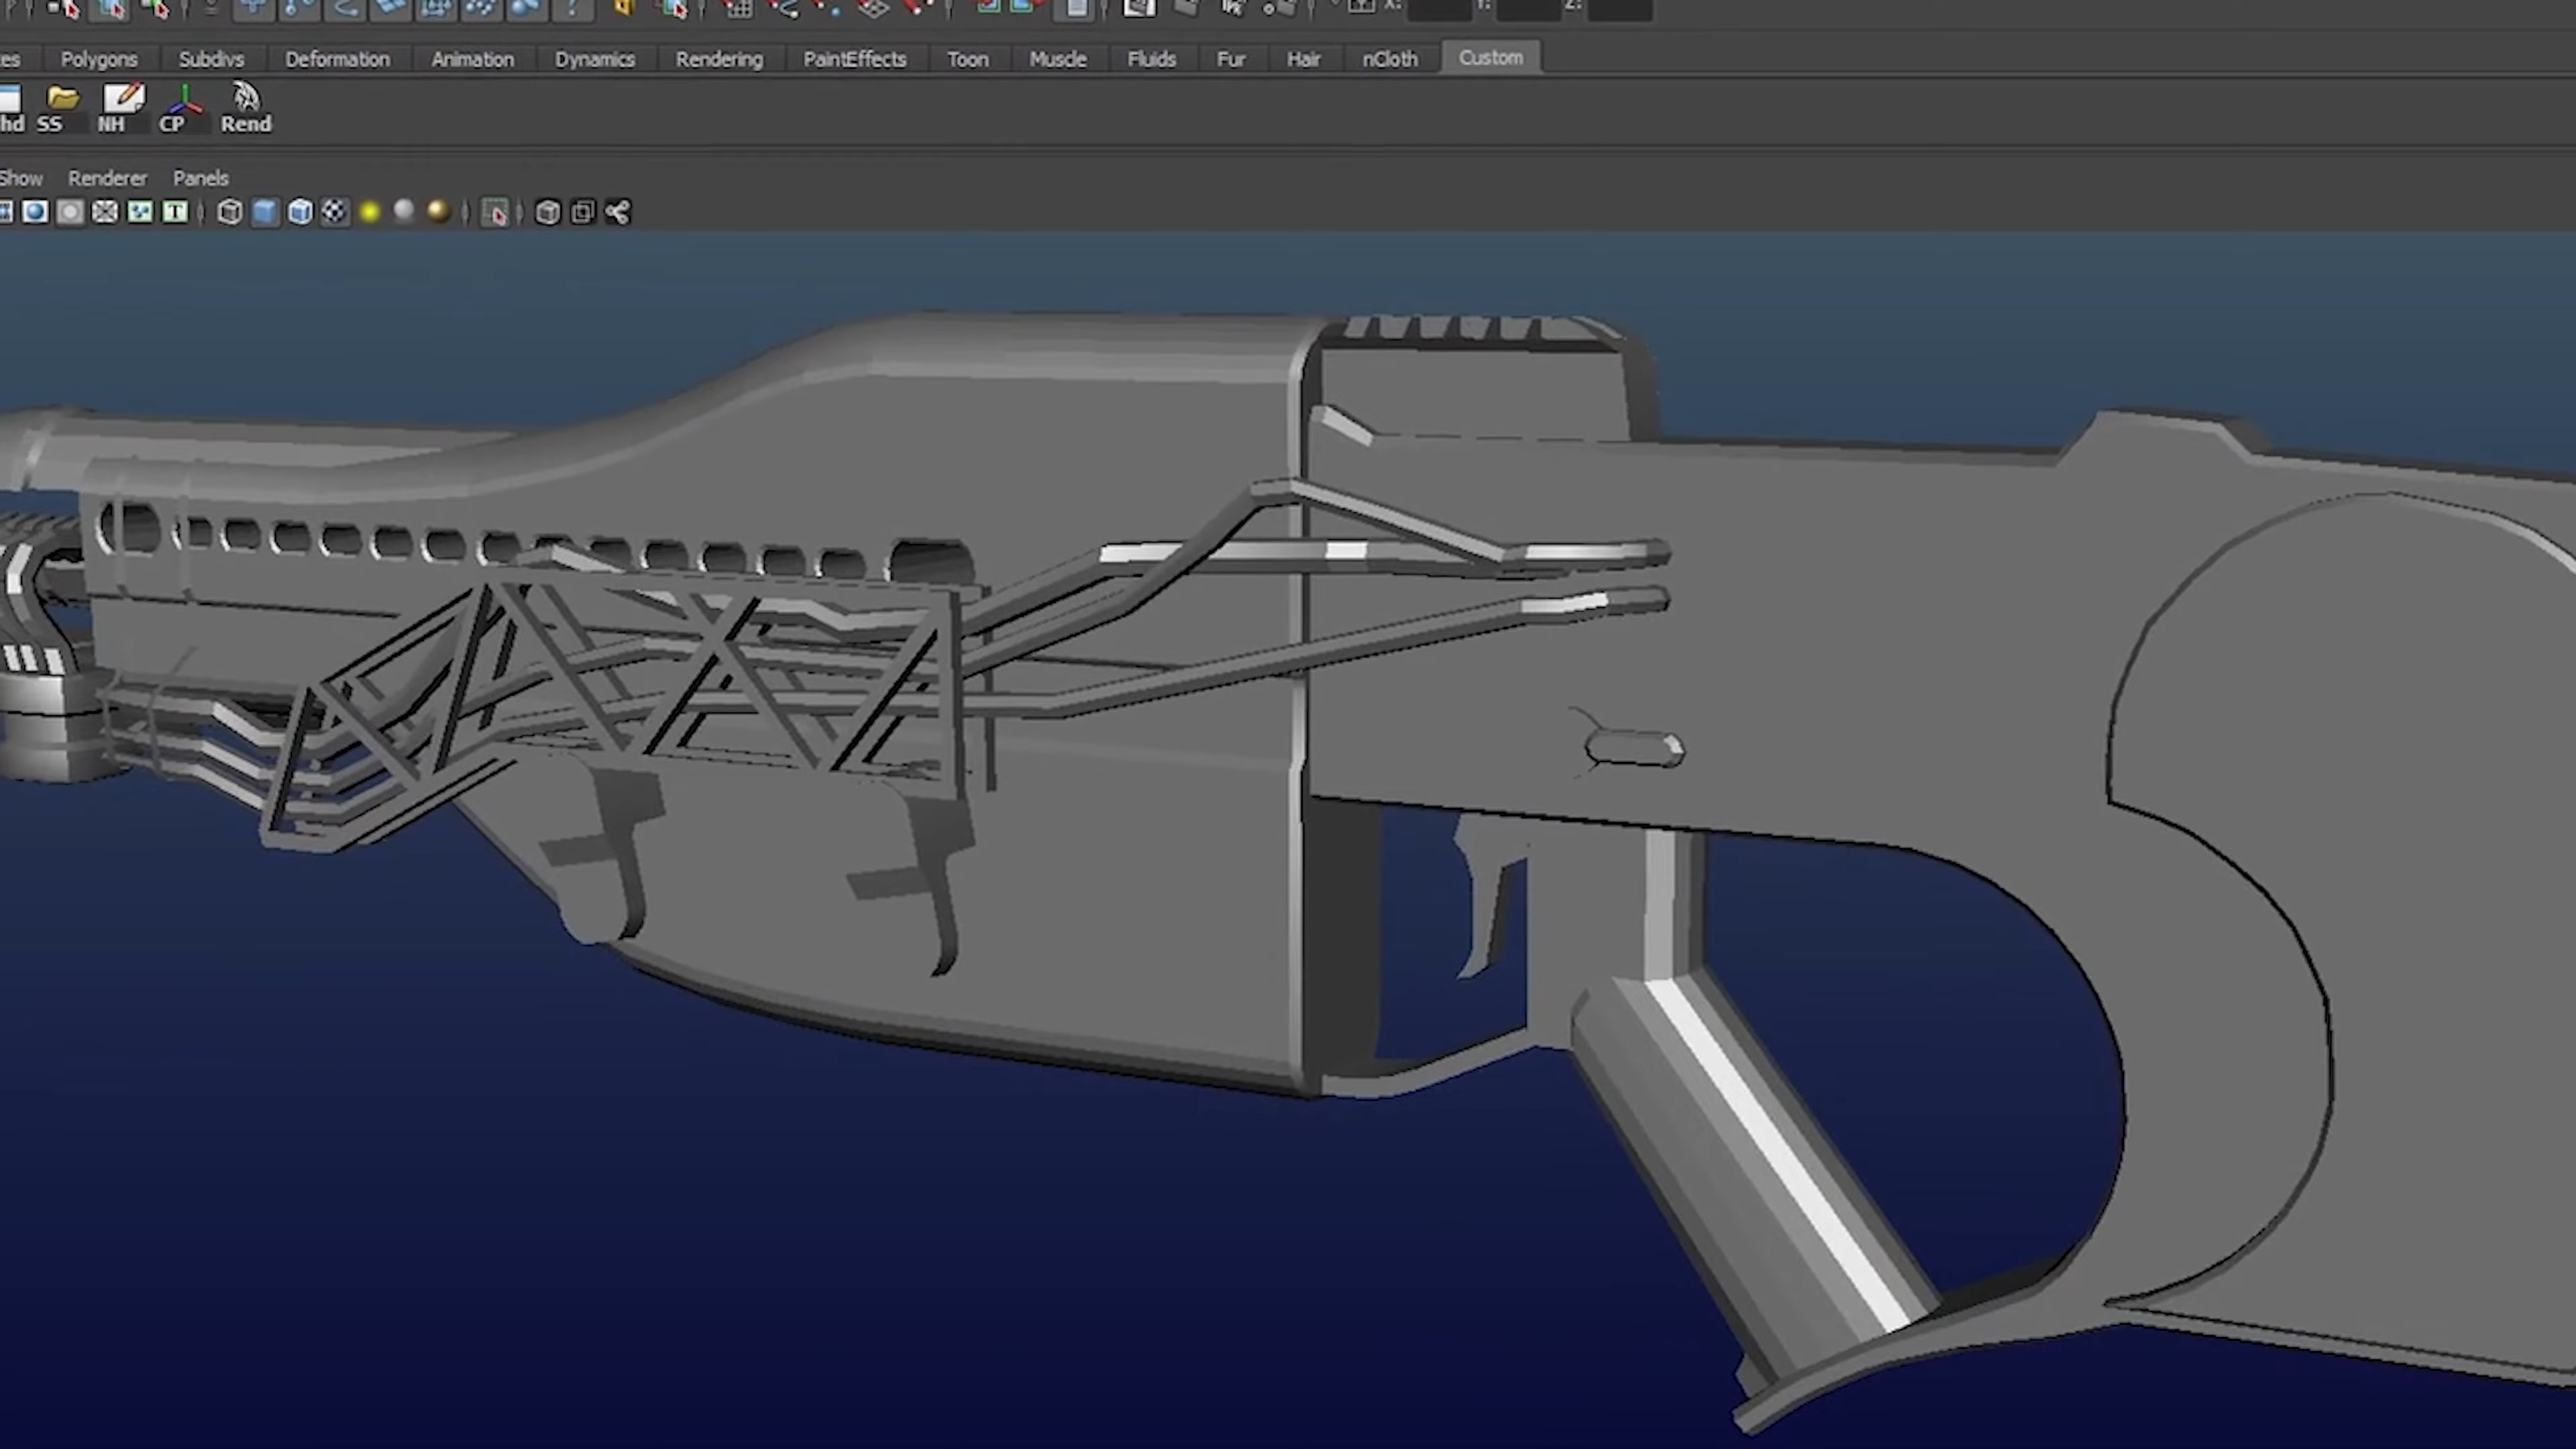 X: Y: Z:
es Polygons Subdivs Deformation Animation Dynamics Rendering PaintEffects Toon Muscle Fluids Fur Hair nCloth Custom
hd SS NH CP Rend
Show Renderer Panels
T